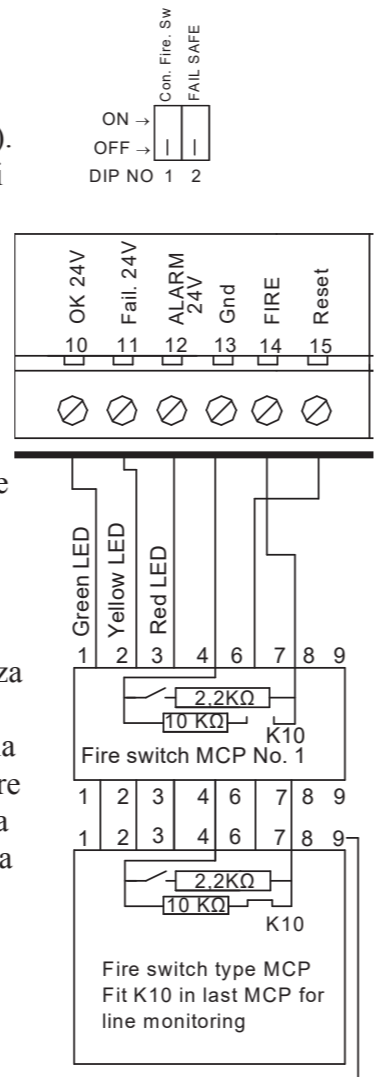 Con. Fire. Sw
FAIL SAFE
ON →
OFF →
DIP NO 1 2
).
i
OK 24V
Fail. 24V
ALARM 24V
Gnd
FIRE
Reset
10 11 12 13 14 15
e
Green LED
Yellow LED
Red LED
1 2 3 4 6 7 8 9
za
2,2KΩ
10 KΩ
K10
Fire switch MCP No. 1
a
re
a
a
1 2 3 4 6 7 8 9
1 2 3 4 6 7 8 9
2,2KΩ
10 KΩ
K10
Fire switch type MCP
Fit K10 in last MCP for
line monitoring